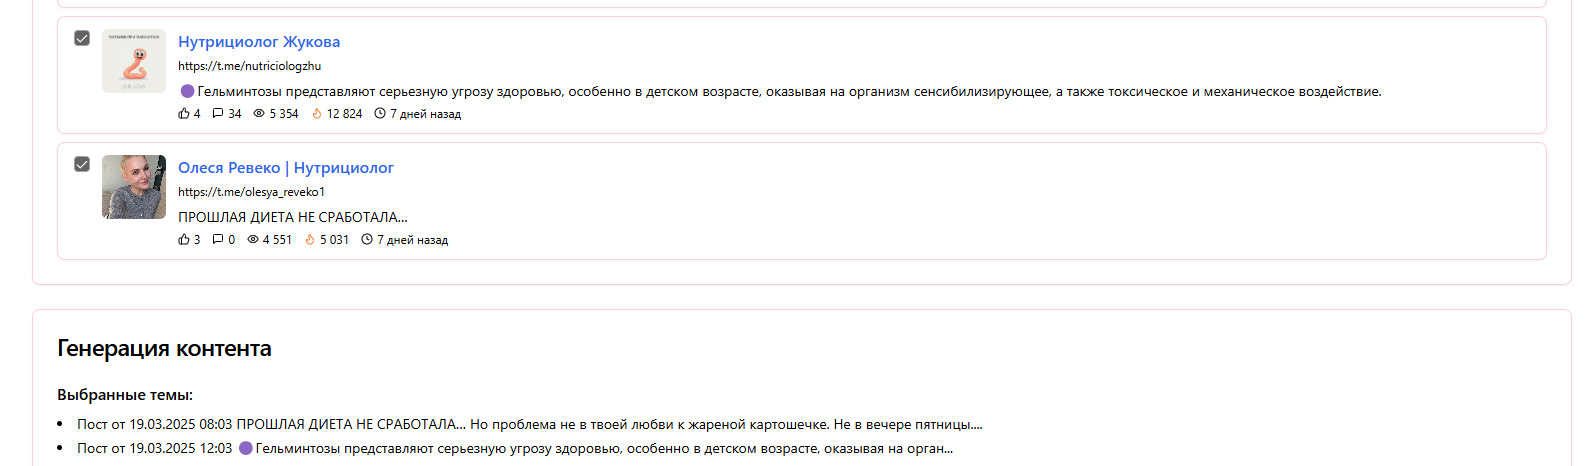 Нутрициолог Жукова
https://t.me/nutriciologzhu
Гельминтозы представляют серьезную угрозу здоровью, особенно в детском возрасте, оказывая на организм сенсибилизирующее, а также токсическое и механическое воздействие.
4 34 5 354 12 824 7 дней назад
Олеся Ревеко | Нутрициолог
https://t.me/olesya_reveko1
ПРОШЛАЯ ДИЕТА НЕ СРАБОТАЛА...
3 0 4 551 5 031 7 дней назад
Генерация контента
Выбранные темы:
• Пост от 19.03.2025 08:03 ПРОШЛАЯ ДИЕТА НЕ СРАБОТАЛА... Но проблема не в твоей любви к жареной картошечке. Не в вечере пятницы....
• Пост от 19.03.2025 12:03 Гельминтозы представляют серьезную угрозу здоровью, особенно в детском возрасте, оказывая на орган...